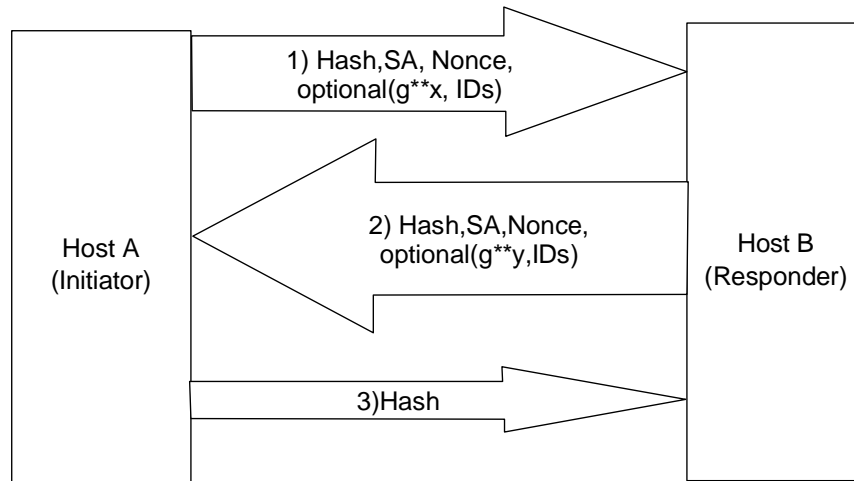 1) Hash,SA, Nonce,
optional(g**x, IDs)
2) Hash,SA,Nonce,
optional(g**y,IDs)
Host A
(Initiator)
Host B
(Responder)
3)Hash